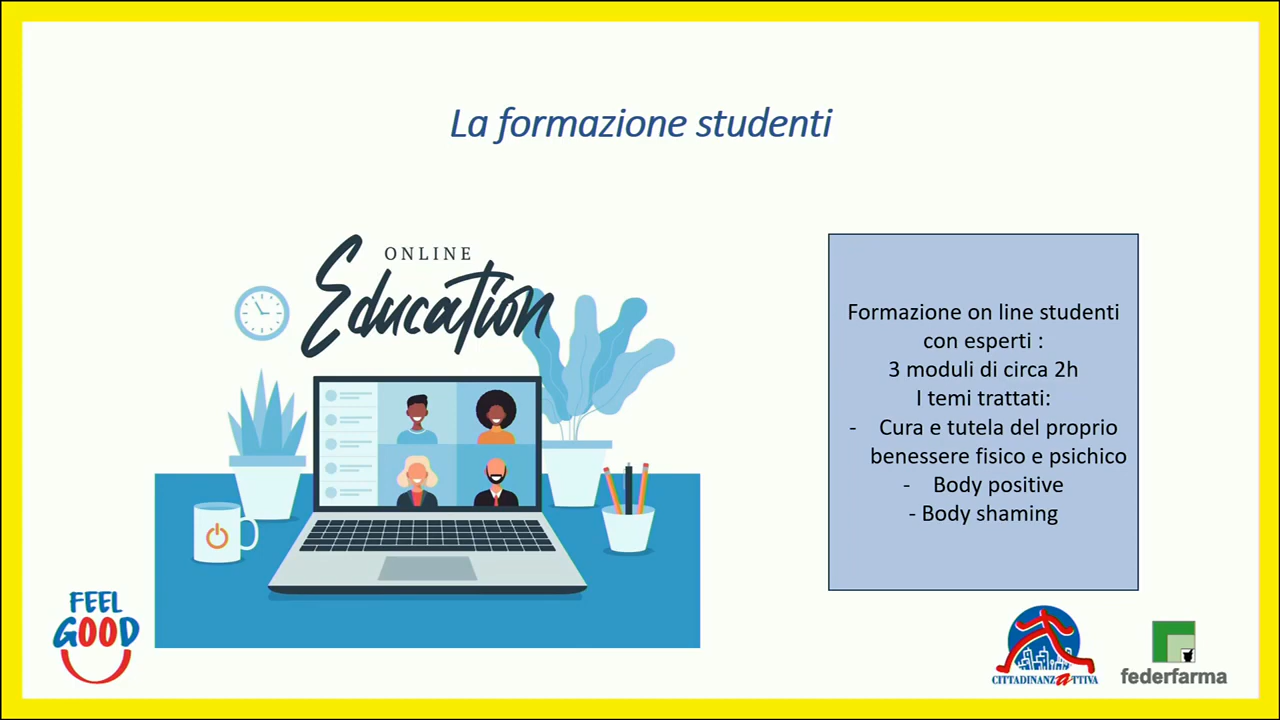 La formazione studenti
ONLINE
Education
Formazione on line studenti
con esperti :
3 moduli di circa 2h
I temi trattati:
- Cura e tutela del proprio
benessere fisico e psichico
- Body positive
- Body shaming
FEEL
GOOD
CITTADINANZATTIVA
federfarma